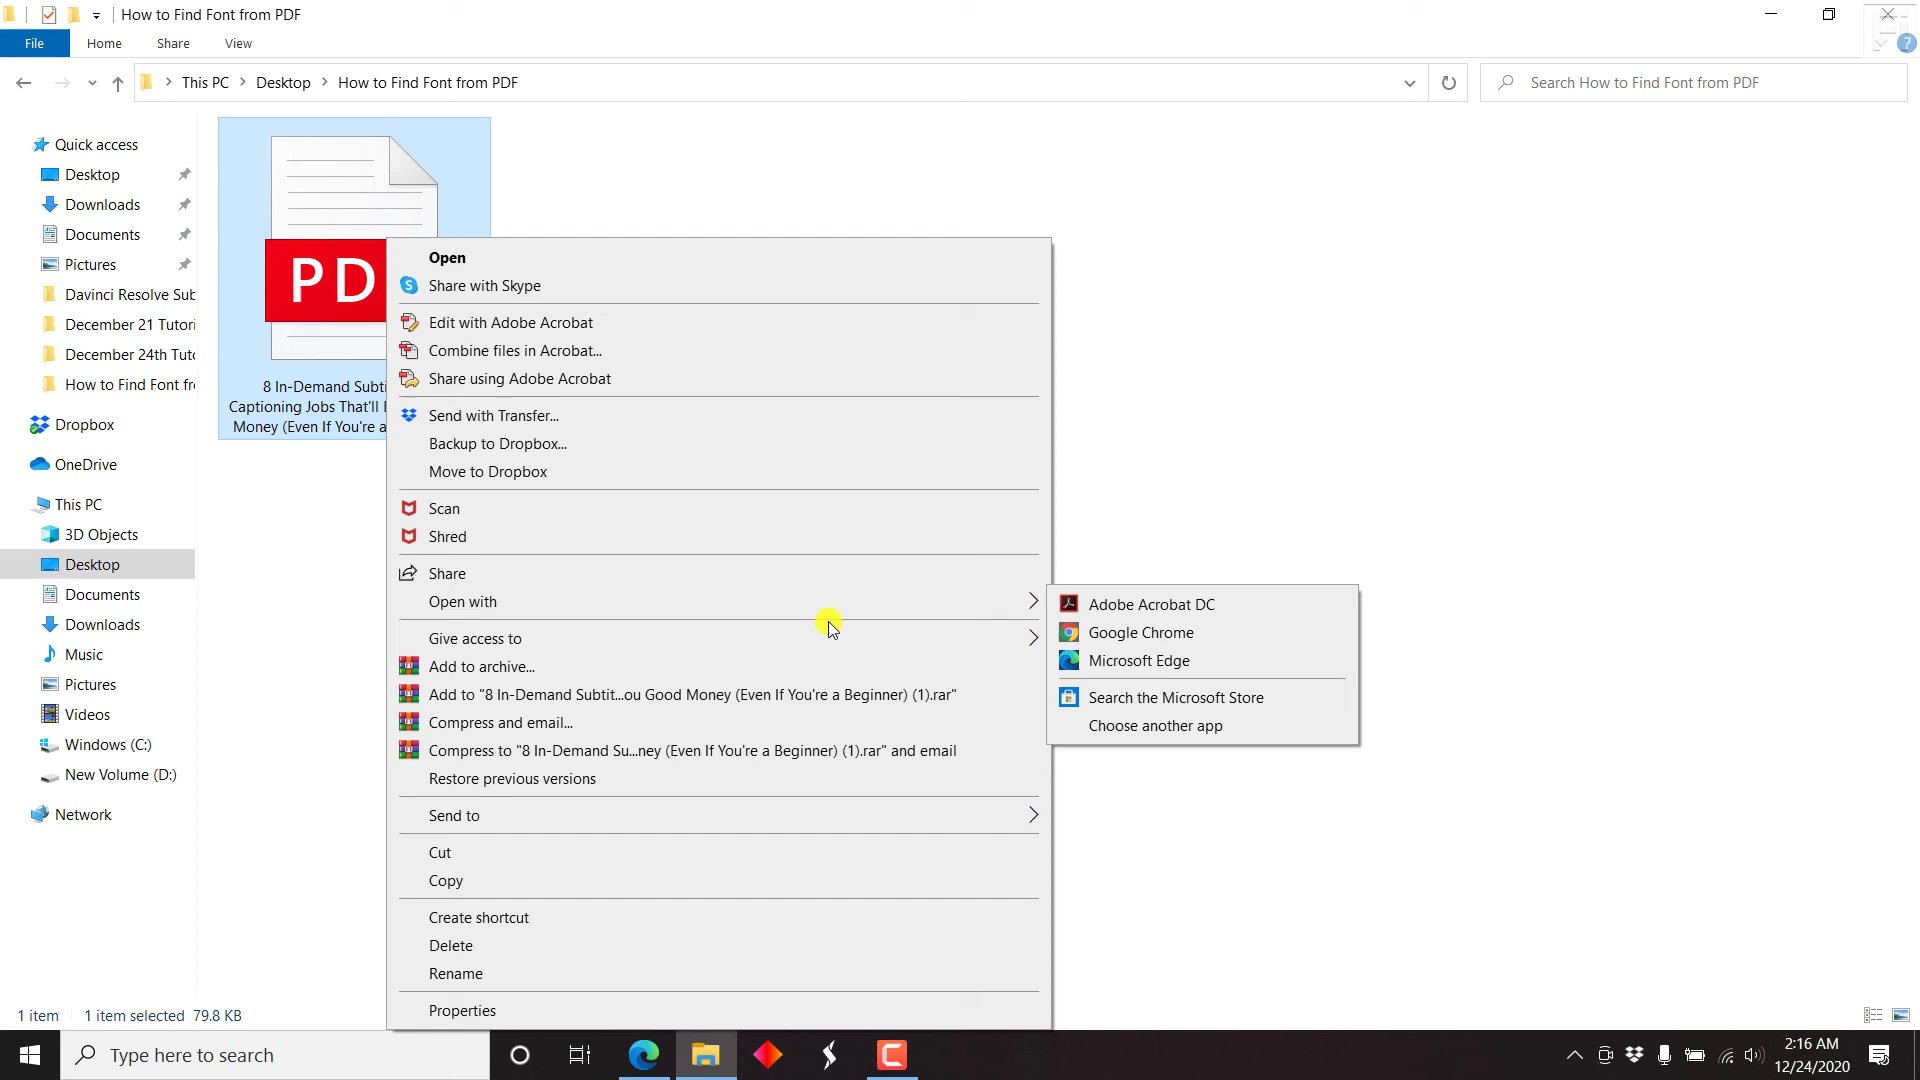 How to Find Font from PDF
File Home Share View
This PC Desktop How to Find Font from PDF
Search How to Find Font from PDF
Quick access
Desktop
Downloads
Documents
Pictures
Davinci Resolve Sub
December 21 Tutori
December 24th Tuto
How to Find Font fro
Dropbox
OneDrive
This PC
3D Objects
Desktop
Documents
Downloads
Music
Pictures
Videos
Windows (C:)
New Volume (D:)
Network
PD
8 In-Demand Subti
Captioning Jobs That'll
Money (Even If You're a
Open
Share with Skype
Edit with Adobe Acrobat
Combine files in Acrobat...
Share using Adobe Acrobat
Send with Transfer...
Backup to Dropbox...
Move to Dropbox
Scan
Shred
Share
Open with
Give access to
Add to archive...
Add to "8 In-Demand Subtit...ou Good Money (Even If You're a Beginner) (1).rar"
Compress and email...
Compress to "8 In-Demand Su...ney (Even If You're a Beginner) (1).rar" and email
Restore previous versions
Send to
Cut
Copy
Create shortcut
Delete
Rename
Properties
Adobe Acrobat DC
Google Chrome
Microsoft Edge
Search the Microsoft Store
Choose another app
1 item 1 item selected 79.8 KB
Type here to search
2:16 AM
12/24/2020